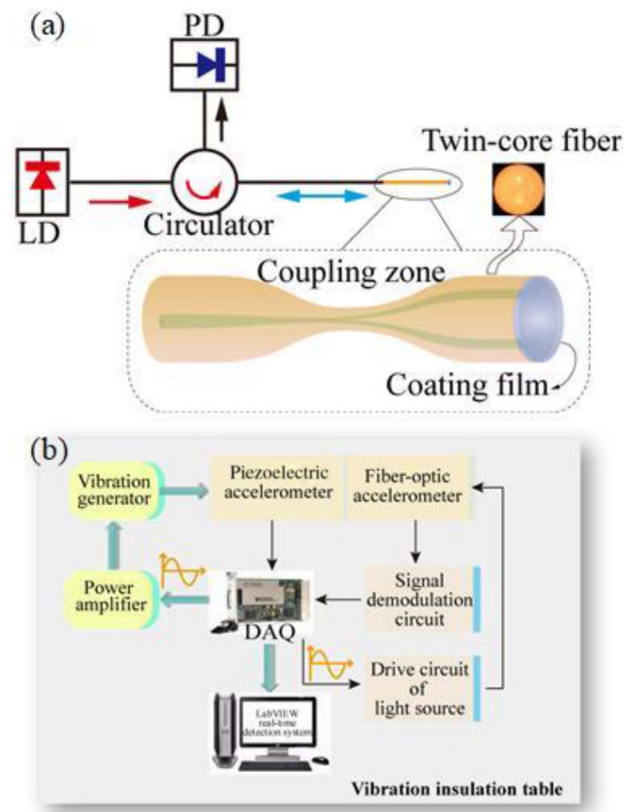 (a)
PD
Twin-core fiber
LD
Circulator
Coupling zone
Coating film
(b)
Vibration
generator
Piezoelectric
accelerometer
Fiber-optic
accelerometer
Power
amplifier
DAQ
Signal
demodulation
circuit
Drive circuit
of
light source
LabVIEW
real-time
detection system
Vibration insulation table